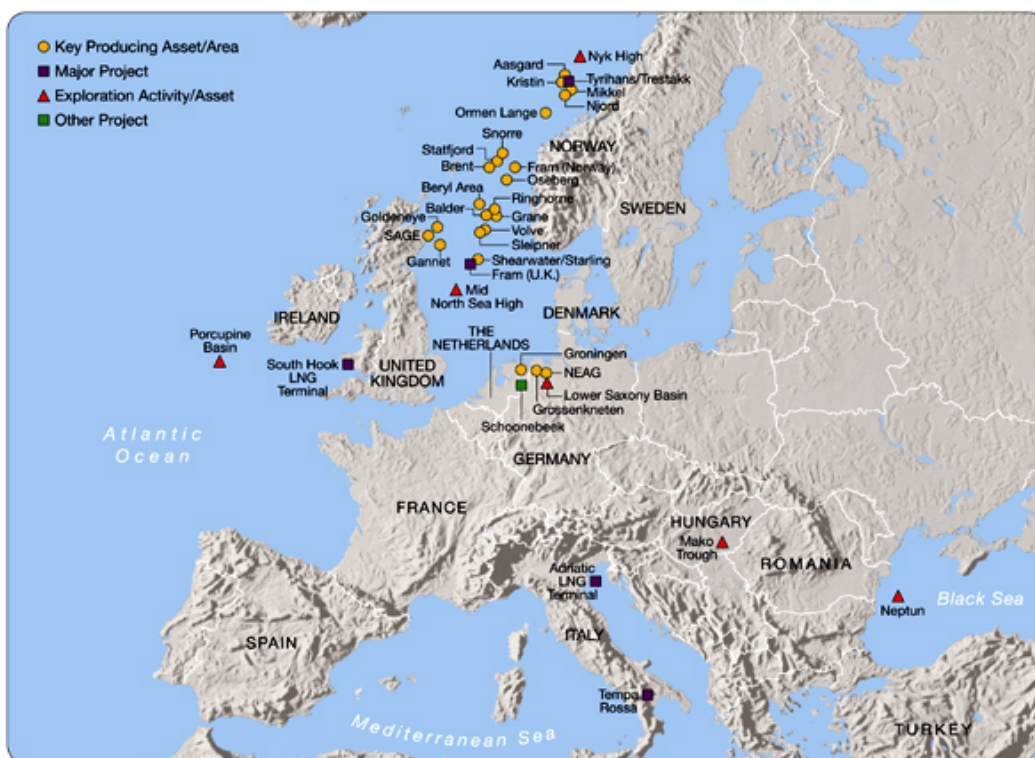 Key Producing Asset/Area
Major Project
Exploration Activity/Asset
Other Project
Nyk High
Aasgard
Kristin
Tyrihans/Trestakk
Mikkel
Njord
Ormen Lange
NORWAY
Snorre
Statfjord
Brent
Fram (Norway)
Oseberg
Beryl Area
Ringhorne
Balder
Grane
SWEDEN
Goldeneye
SAGE
Volve
Sleipner
Gannet
Shearwater/Starling
Fram (U.K.)
Mid
North Sea High
IRELAND
DENMARK
Porcupine
Basin
THE
NETHERLANDS
South Hook
LNG
Terminal
UNITED
KINGDOM
Groningen
NEAG
Lower Saxony Basin
Grossenkneten
Schoonebeek
Atlantic
Ocean
GERMANY
FRANCE
HUNGARY
Mako
Trough
ROMANIA
Adriatic
LNG
Terminal
Neptun
Black Sea
SPAIN
ITALY
Tempa
Rossa
Mediterranean Sea
TURKEY